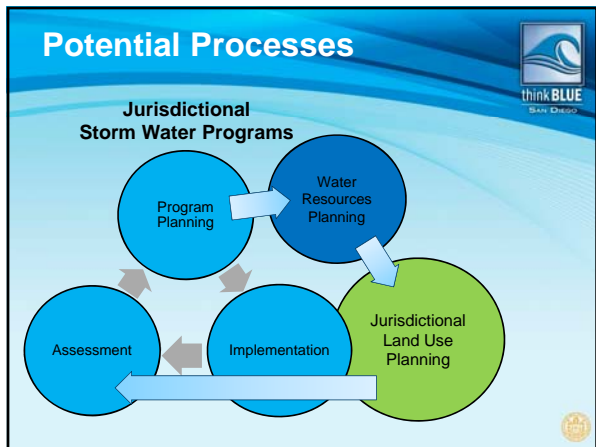 Potential Processes
think BLUE
SAN DIEGO
Jurisdictional
Storm Water Programs
Program
Planning
Water
Resources
Planning
Assessment
Implementation
Jurisdictional
Land Use
Planning